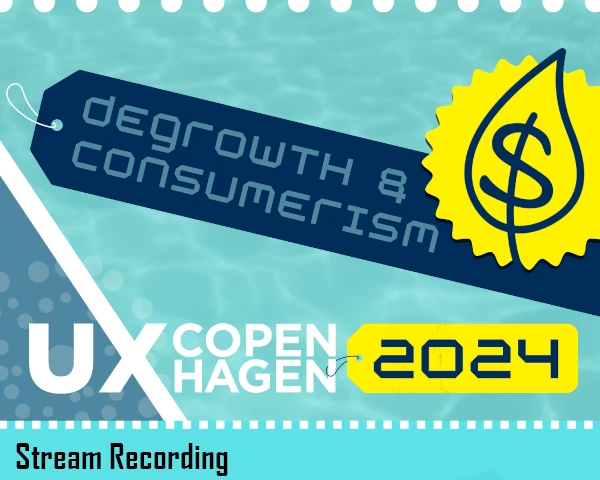 degrowth &
consumerism
$
UX COPEN
HAGEN
2024
Stream Recording